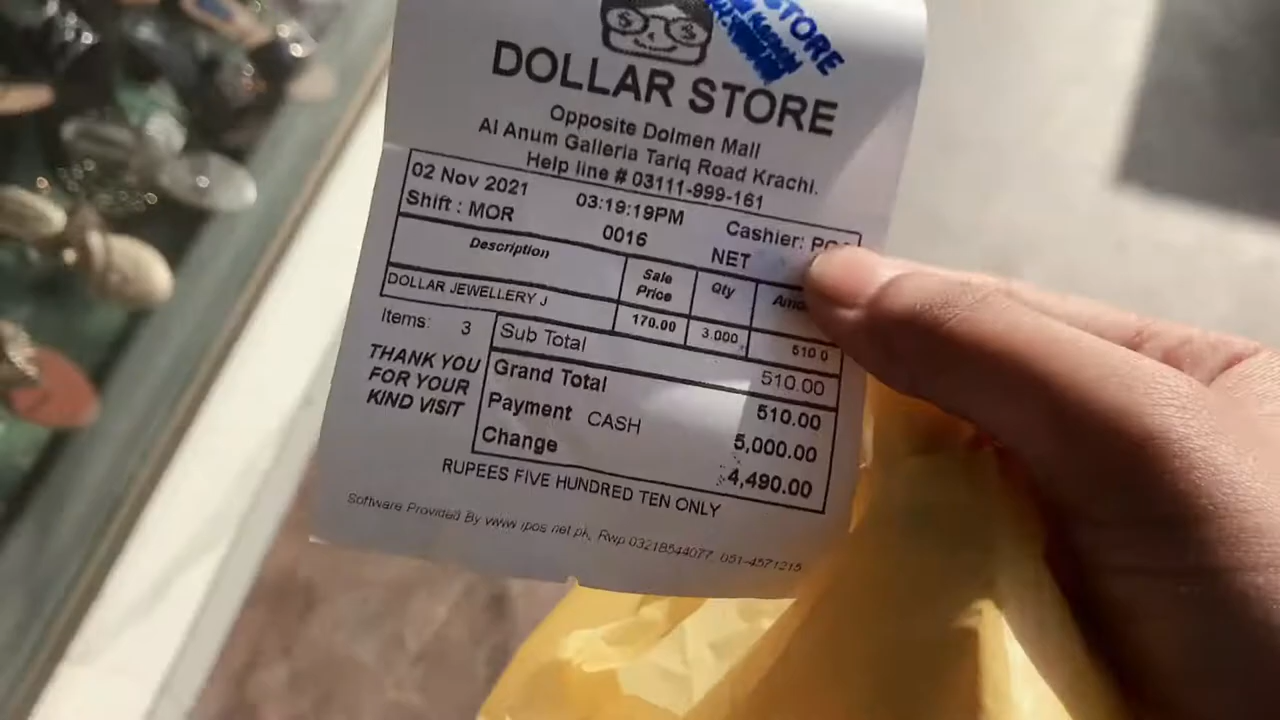 STORE
$ $
DOLLAR STORE
Opposite Dolmen Mall
Al Anum Galleria Tariq Road Krachi.
Help line # 03111-999-161
02 Nov 2021 03:19:19PM Cashier:
Shift : MOR 0016 NET
Description Sale Price Qty
DOLLAR JEWELLERY J 170.00 3.000 510 0
Items: 3 Sub Total 510.00
THANK YOU Grand Total 510.00
FOR YOUR Payment CASH 5,000.00
KIND VISIT Change 4,490.00
RUPEES FIVE HUNDRED TEN ONLY
Software Provided By www ipos net pk, Rwp 03218544077, 051-4571215